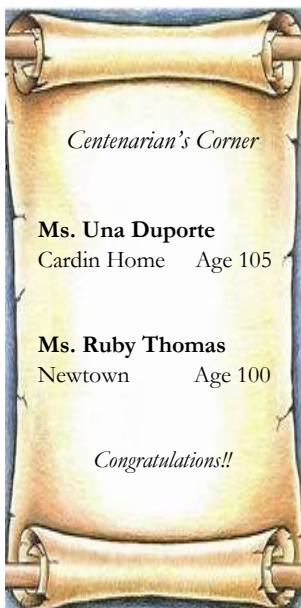 Centenarian's Corner
Ms. Una Duporte
Cardin Home Age 105
Ms. Ruby Thomas
Newtown Age 100
Congratulations!!